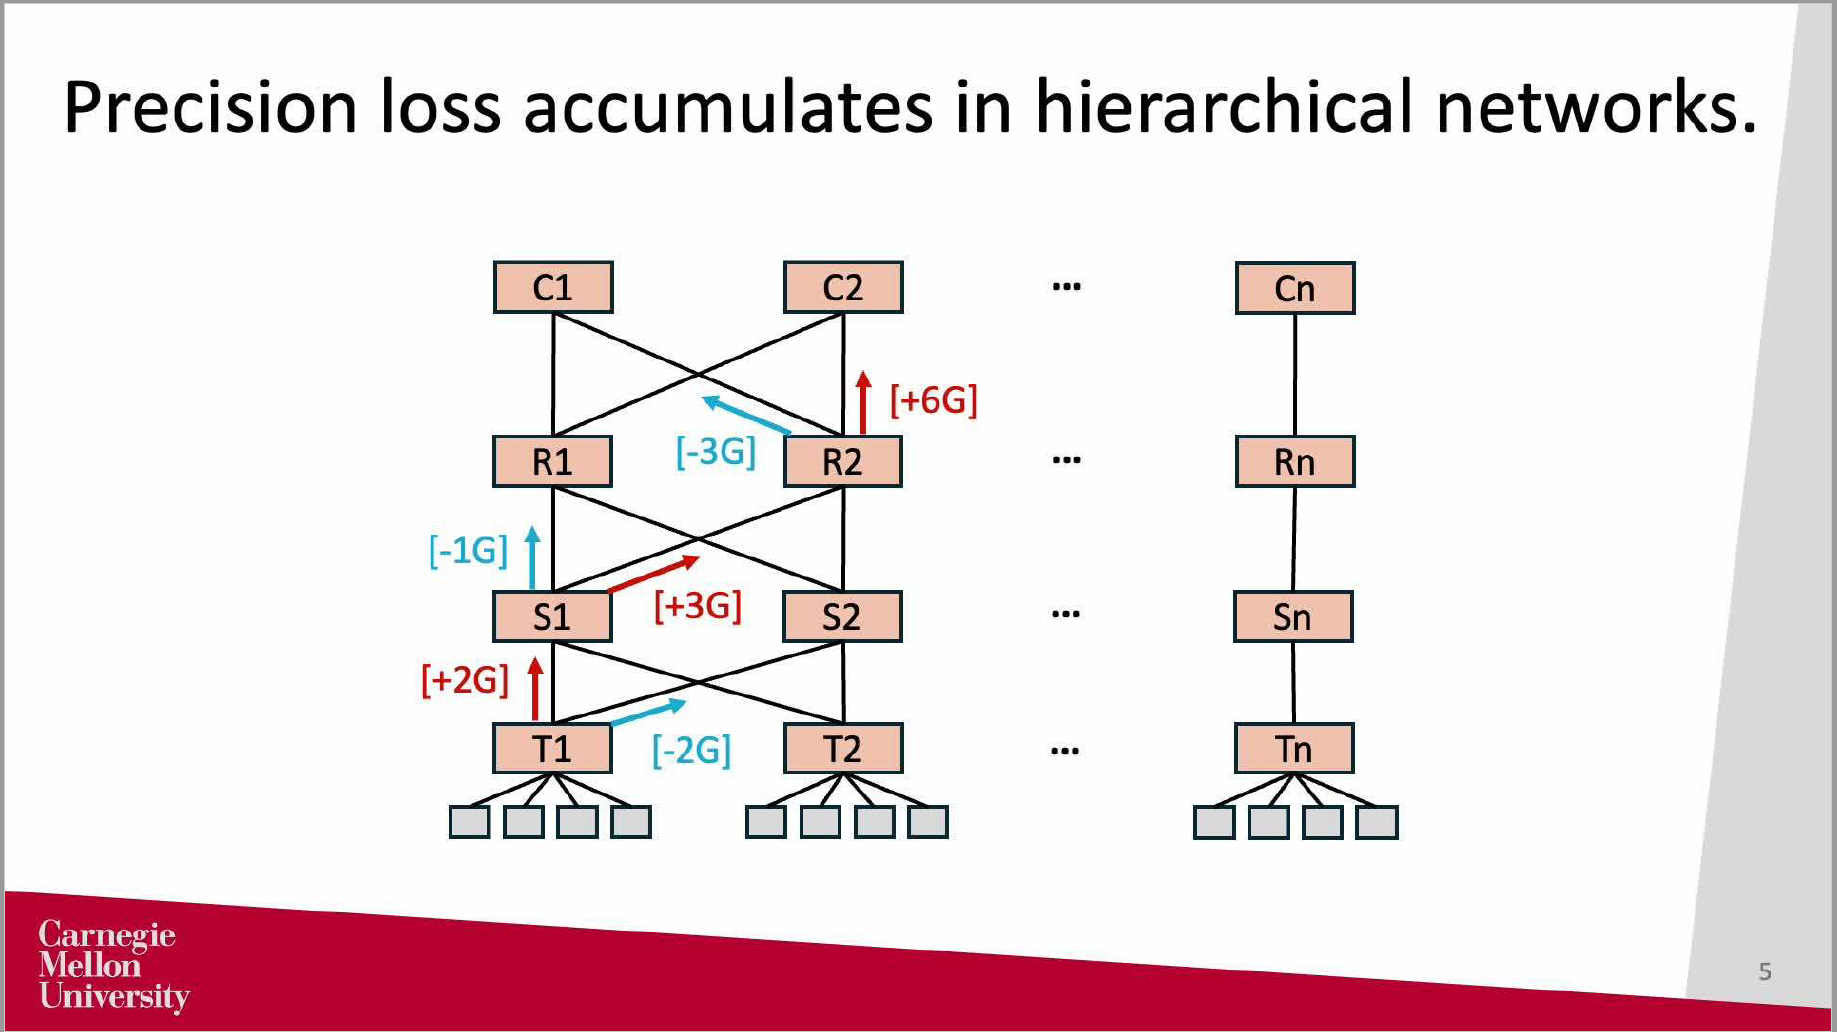 Precision loss accumulates in hierarchical networks.
C1 C2 ... Cn
[+6G]
[-3G]
R1 R2 ... Rn
[-1G]
[+3G]
S1 S2 ... Sn
[+2G]
[-2G]
T1 T2 ... Tn
Carnegie
Mellon
University
5